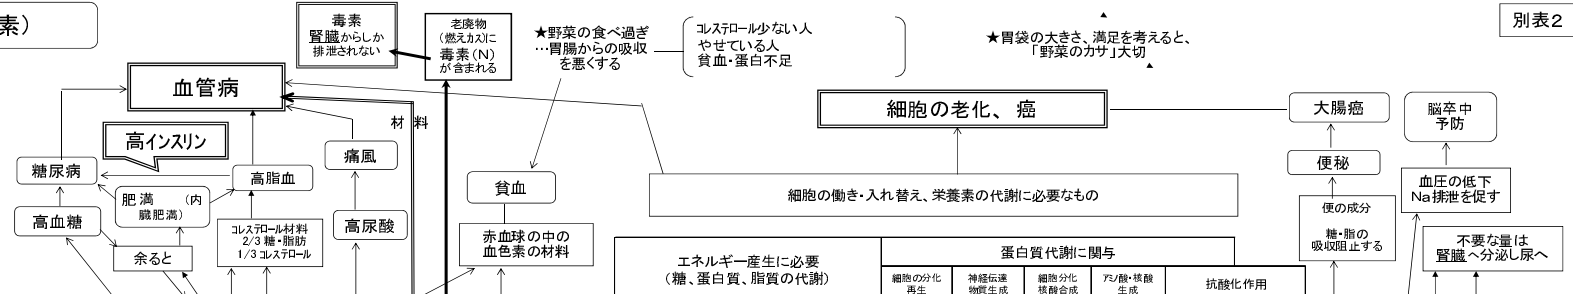 素）
毒素
腎臓からしか
排泄されない
老廃物
（燃えカス）に
毒素（N）
が含まれる
★野菜の食べ過ぎ
…胃腸からの吸収
を悪くする
コレステロール少ない人
やせている人
貧血・蛋白不足
★胃袋の大きさ、満足を考えると、
「野菜のカサ」大切
別表2
血管病
材 料
細胞の老化、癌
大腸癌
脳卒中
予防
高インスリン
糖尿病
高脂血
痛風
貧血
便秘
血圧の低下
Na排泄を促す
肥満 （内
臓肥満）
細胞の働き・入れ替え、栄養素の代謝に必要なもの
高血糖
コレステロール材料
2/3 糖・脂肪
1/3コレステロール
高尿酸
赤血球の中の
血色素の材料
便の成分
糖・脂の
吸収阻止する
余ると
不要な量は
腎臓へ分泌し尿へ
エネルギー産生に必要
（糖、蛋白質、脂質の代謝）
蛋白質代謝に関与
細胞の分化
再生
神経伝達
物質生成
細胞分化
核酸合成
アミノ酸・核酸
生成
抗酸化作用